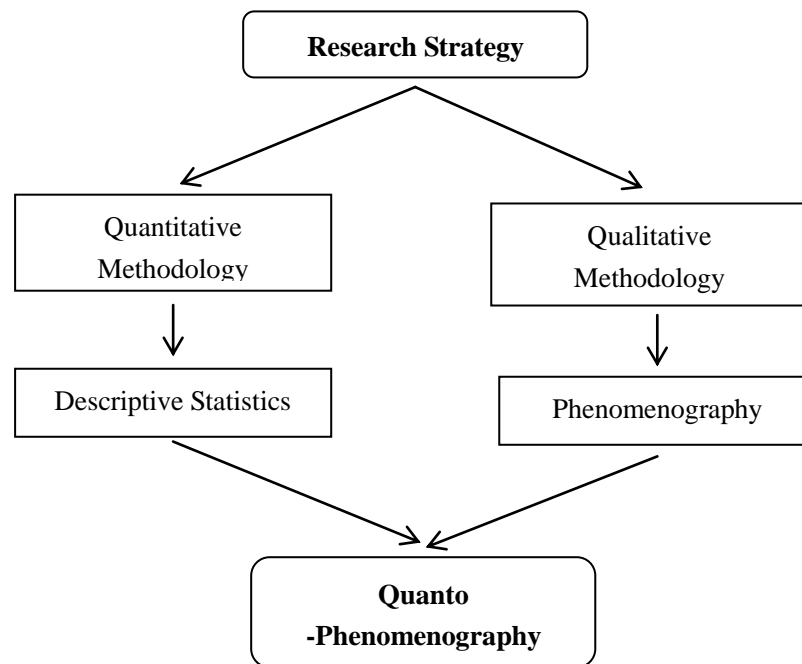 Research Strategy
Quantitative
Methodology
Qualitative
Methodology
Descriptive Statistics
Phenomenography
Quanto
-Phenomenography